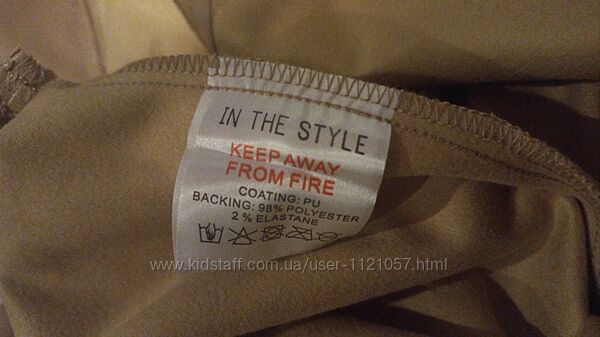 IN THE STYLE
KEEP AWAY
FROM FIRE
COATING: PU
BACKING: 98% POLYESTER
2% ELASTANE
www.kidstaff.com.ua/user-1121057.html